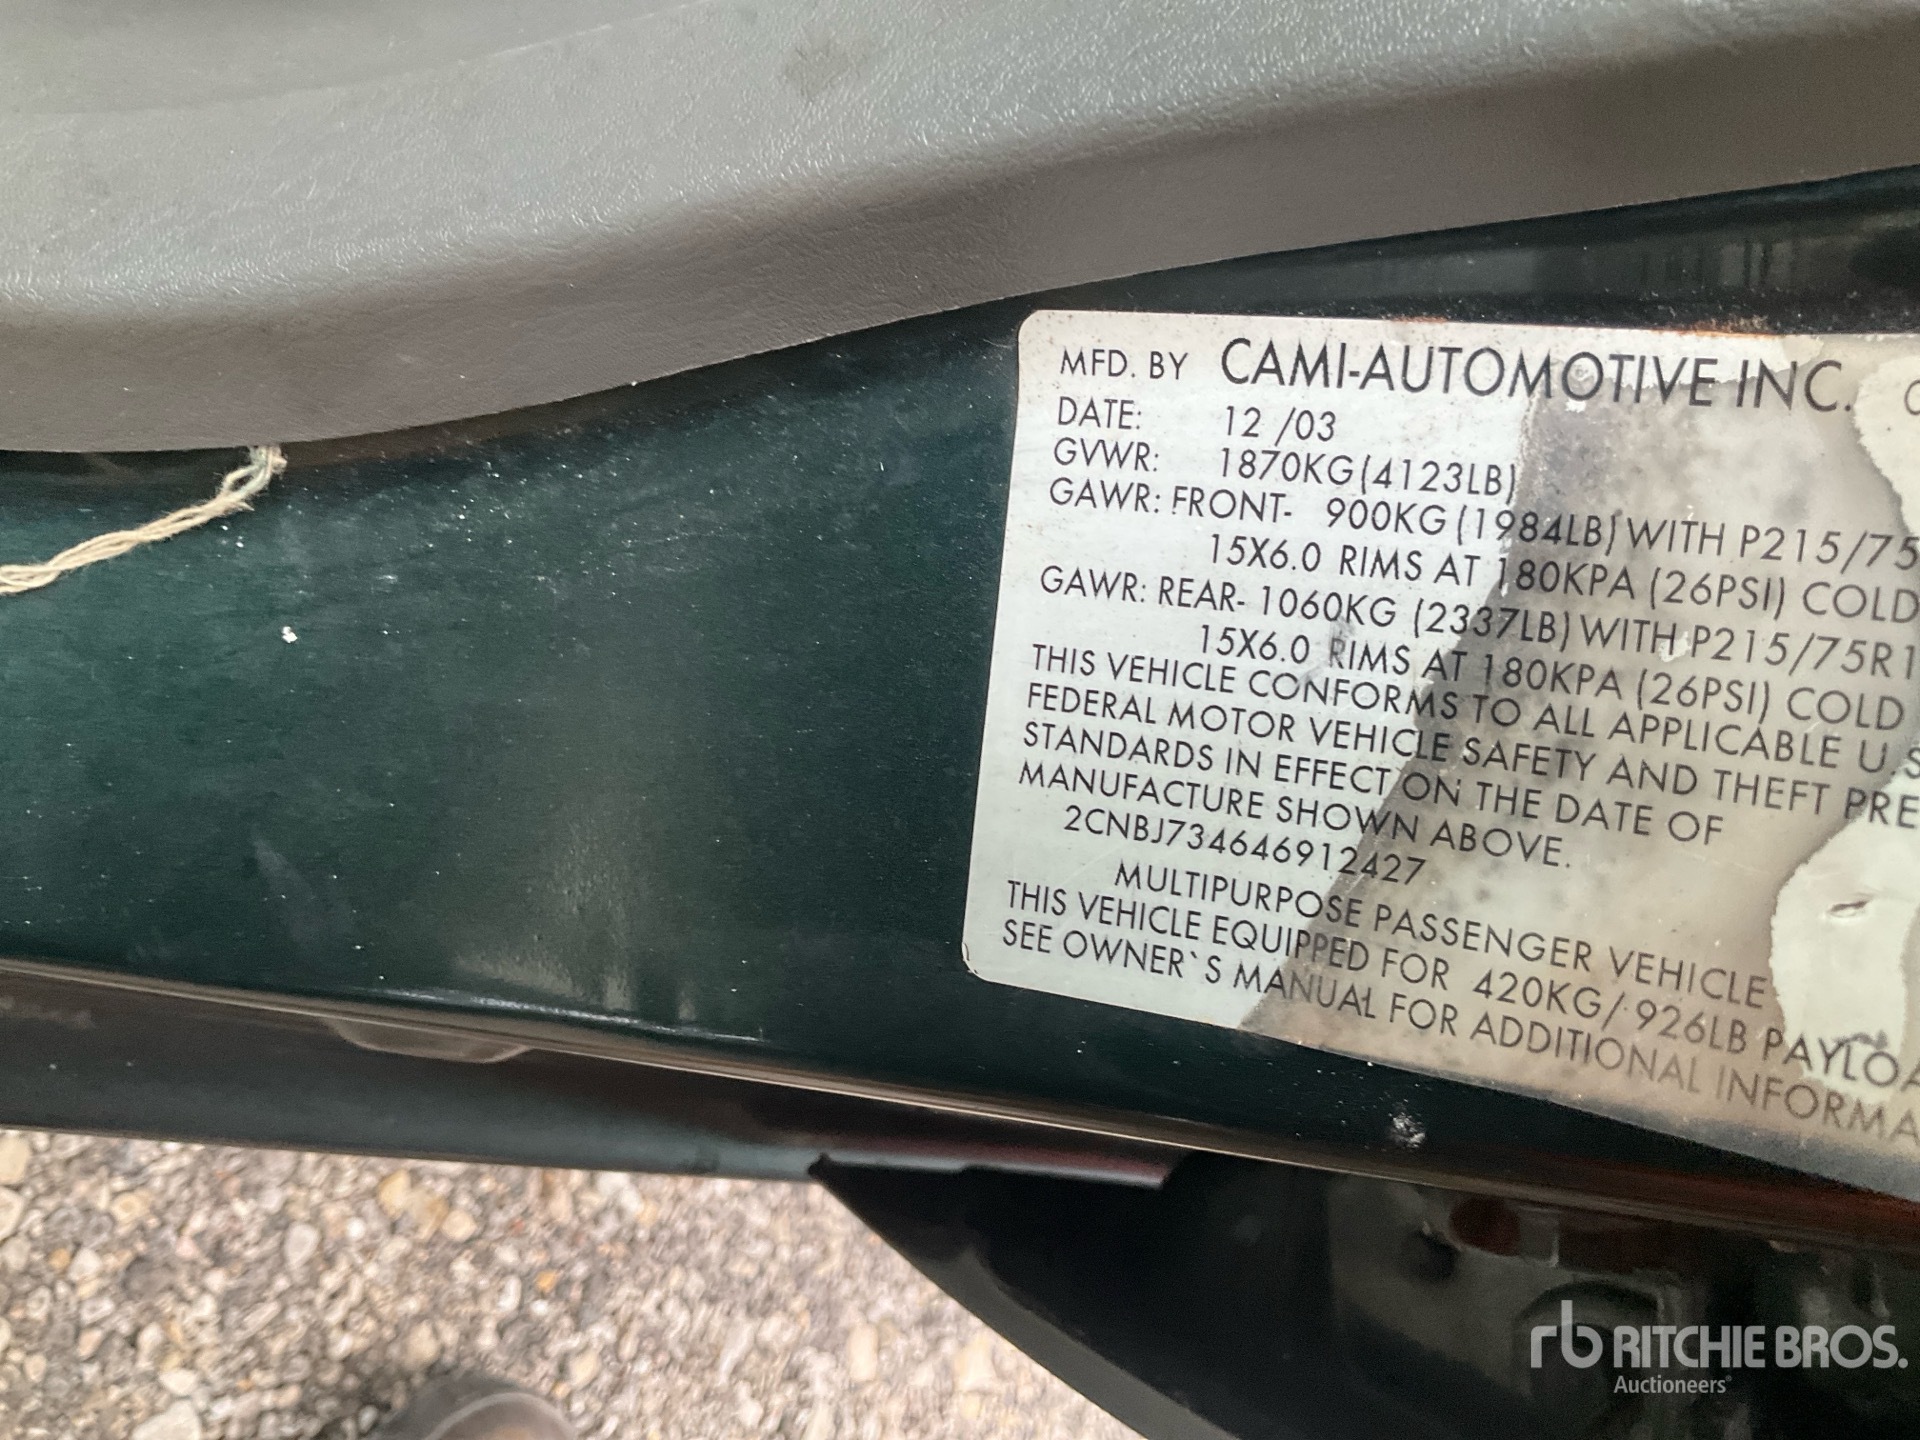 MFD. BY CAMI-AUTOMOTIVE INC.
DATE: 12 /03
GVWR: 1870KG(4123LB)
GAWR: FRONT- 900KG (1984LB) WITH P215/75
15X6.0 RIMS AT 180KPA (26PSI) COLD
GAWR: REAR- 1060KG (2337LB) WITH P215/75R1
15X6.0 RIMS AT 180KPA (26PSI) COLD
THIS VEHICLE CONFORMS TO ALL APPLICABLE U.S
FEDERAL MOTOR VEHICLE SAFETY AND THEFT PRE
STANDARDS IN EFFECT ON THE DATE OF
MANUFACTURE SHOWN ABOVE.
2CNBJ734646912427
MULTIPURPOSE PASSENGER VEHICLE
THIS VEHICLE EQUIPPED FOR 420KG/ 926LB PAYLOA
SEE OWNER`S MANUAL FOR ADDITIONAL INFORMA
rb RITCHIE BROS.
Auctioneers